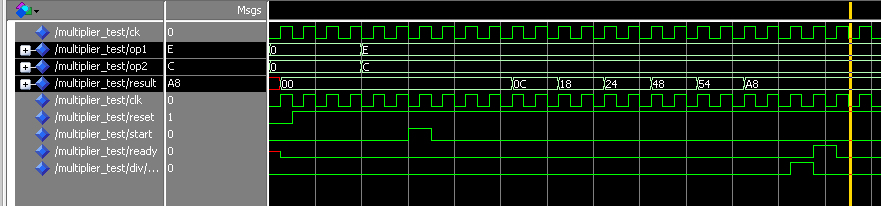 Msgs
/multiplier_test/ck 0
/multiplier_test/op1 E 0 E
/multiplier_test/op2 C 0 C
/multiplier_test/result A8 00 0C 18 24 48 54 A8
/multiplier_test/clk 0
/multiplier_test/reset 1
/multiplier_test/start 0
/multiplier_test/ready 0
/multiplier_test/div/... 0